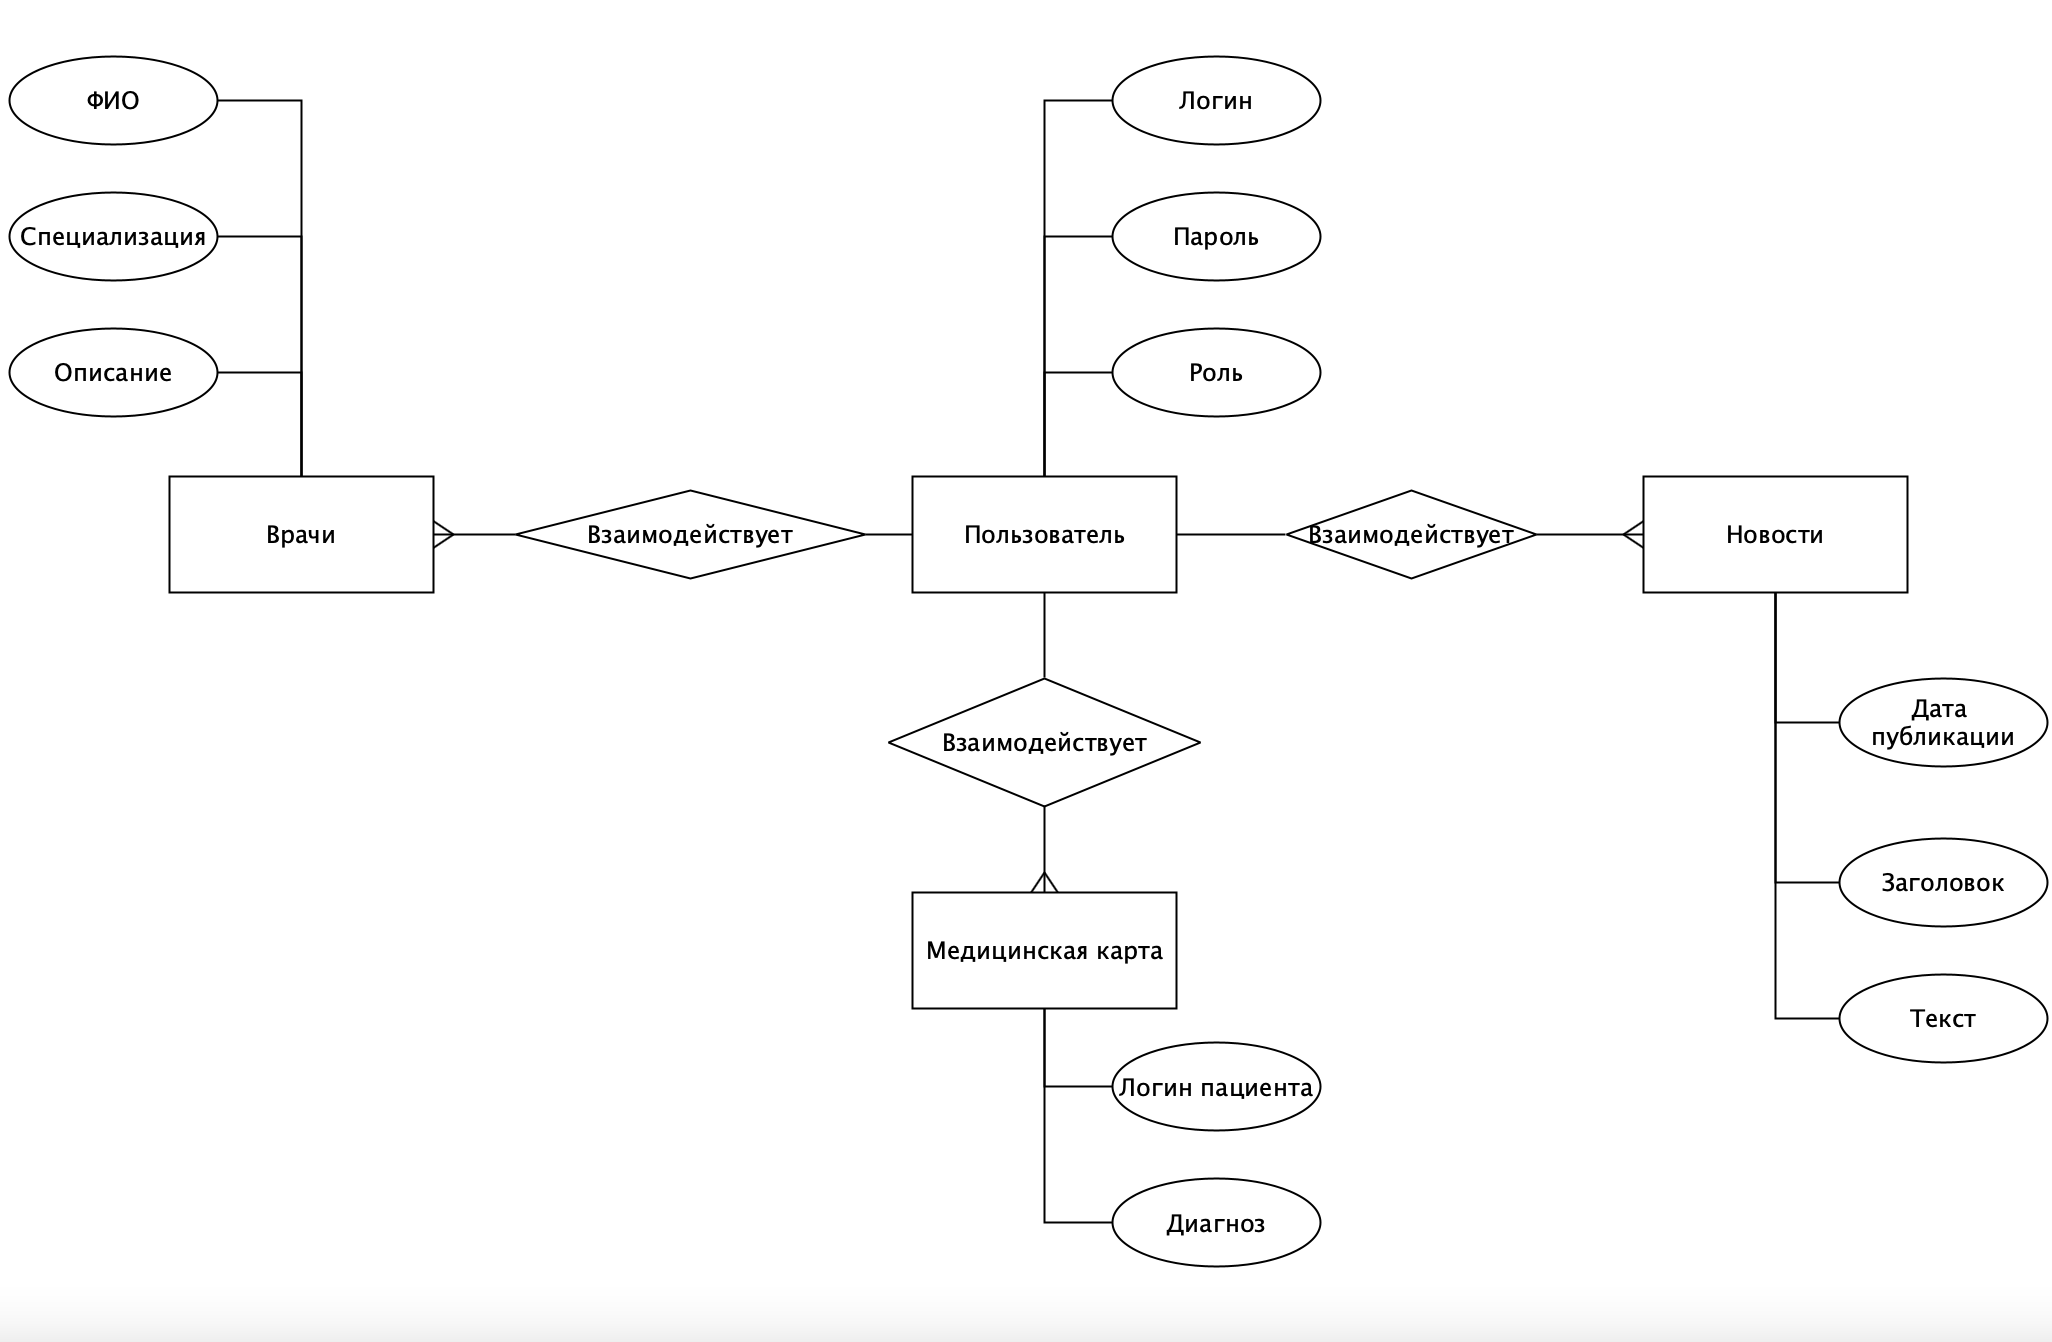 ФИО
Логин
Специализация
Пароль
Описание
Роль
Врачи
Взаимодействует
Пользователь
Взаимодействует
Новости
Взаимодействует
Дата
публикации
Заголовок
Медицинская карта
Текст
Логин пациента
Диагноз